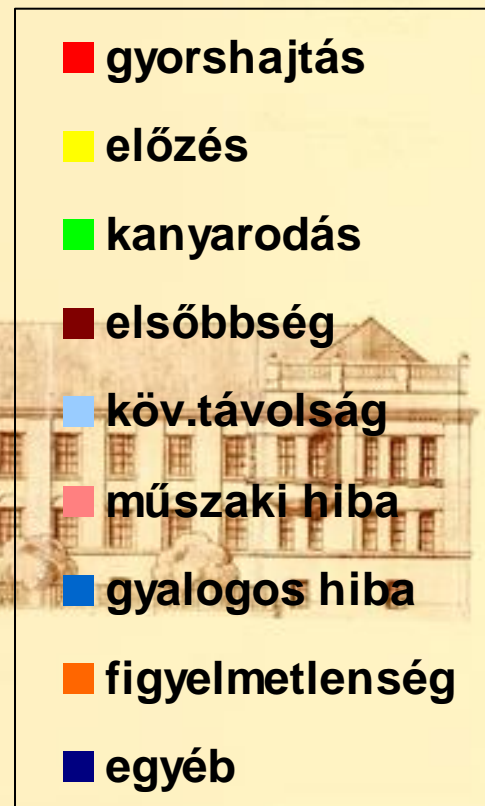 gyorshajtás
előzés
kanyarodás
elsőbbség
köv.távolság
műszaki hiba
gyalogos hiba
figyelmetlenség
egyéb